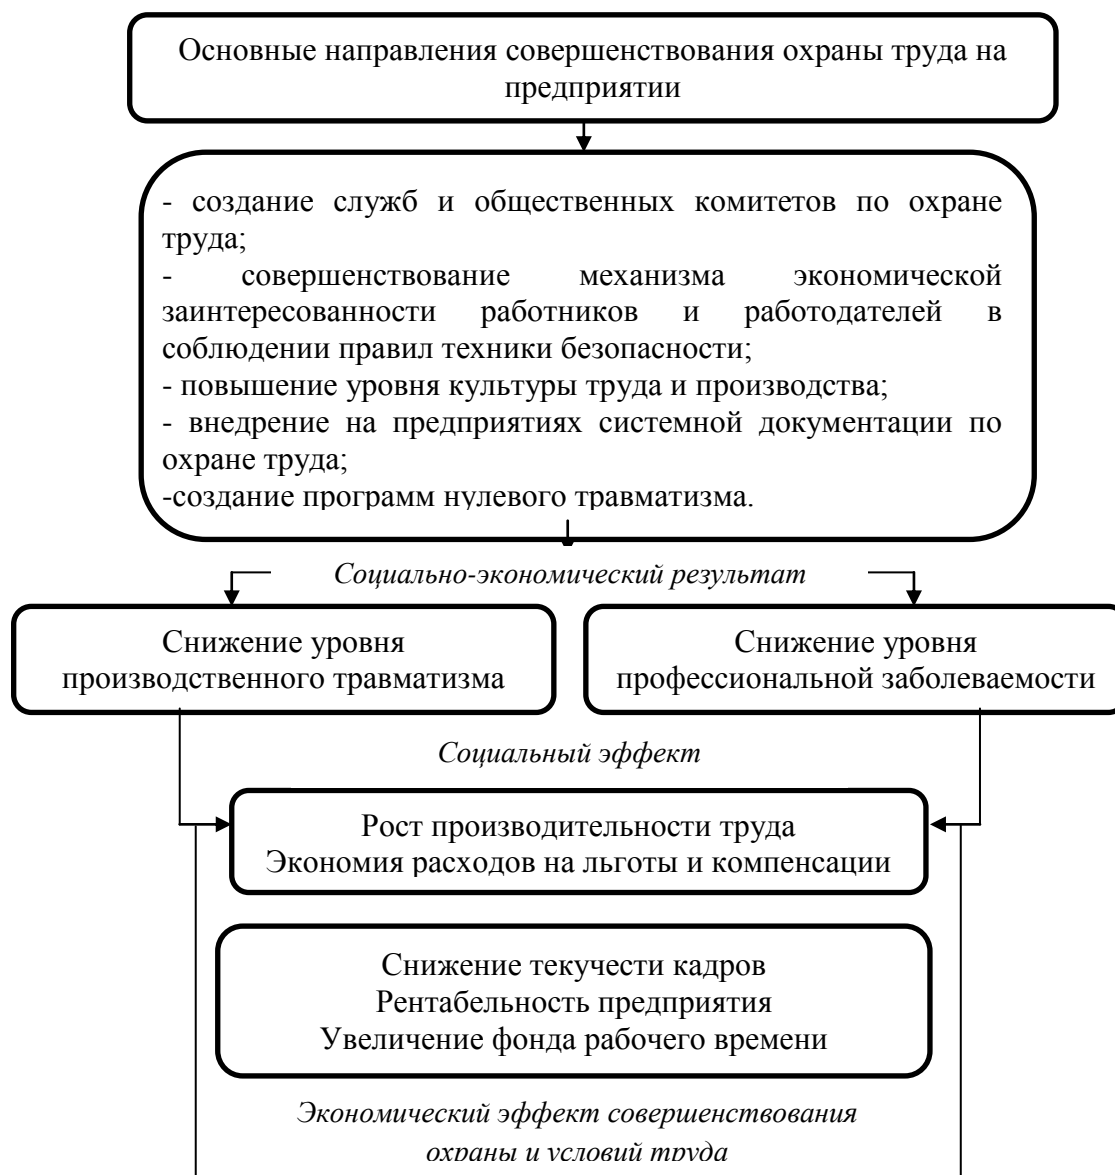 Основные направления совершенствования охраны труда на
предприятии
- создание служб и общественных комитетов по охране
труда;
- совершенствование механизма экономической
заинтересованности работников и работодателей в
соблюдении правил техники безопасности;
- повышение уровня культуры труда и производства;
- внедрение на предприятиях системной документации по
охране труда;
-создание программ нулевого травматизма.
Социально-экономический результат
Снижение уровня
производственного травматизма
Снижение уровня
профессиональной заболеваемости
Социальный эффект
Рост производительности труда
Экономия расходов на льготы и компенсации
Снижение текучести кадров
Рентабельность предприятия
Увеличение фонда рабочего времени
Экономический эффект совершенствования
охраны и условий труда